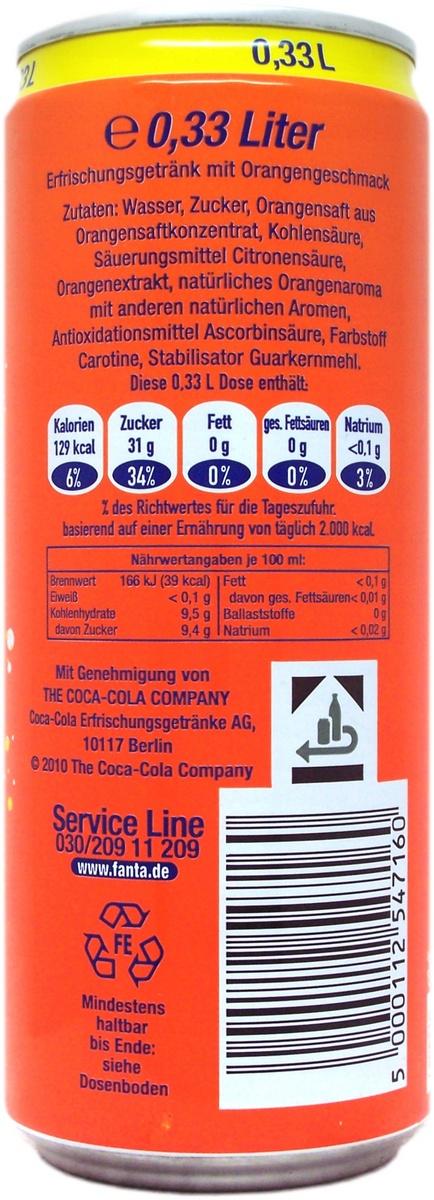 0,33L
e 0,33 Liter
Erfrischungsgetränk mit Orangengeschmack
Zutaten: Wasser, Zucker, Orangensaft aus
Orangensaftkonzentrat, Kohlensäure,
Säuerungsmittel Citronensäure,
Orangenextrakt, natürliches Orangenaroma
mit anderen natürlichen Aromen,
Antioxidationsmittel Ascorbinsäure, Farbstoff
Carotine, Stabilisator Guarkernmehl.
Diese 0,33 L Dose enthält:
Kalorien Zucker Fett ges. Fettsäuren Natrium
129 kcal 31 g 0 g 0 g <0,1 g
6% 34% 0% 0% 3%
% des Richtwertes für die Tageszufuhr.
basierend auf einer Ernährung von täglich 2.000 kcal.
Nährwertangaben je 100 ml:
Brennwert 166 kJ (39 kcal) Fett < 0,1 g
Eiweiß < 0,1 g davon ges. Fettsäuren < 0,01 g
Kohlenhydrate 9,5 g Ballaststoffe 0 g
davon Zucker 9,4 g Natrium < 0,02 g
Mit Genehmigung von
THE COCA-COLA COMPANY
Coca-Cola Erfrischungsgetränke AG,
10117 Berlin
© 2010 The Coca-Cola Company
Service Line
030/209 11 209
www.fanta.de
FE
Mindestens
haltbar
bis Ende:
siehe
Dosenboden
5 000112 547160